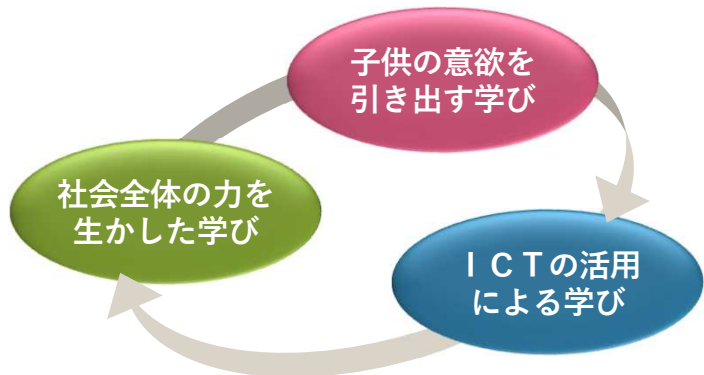 子供の意欲を
引き出す学び
社会全体の力を
生かした学び
ＩＣＴの活用
による学び